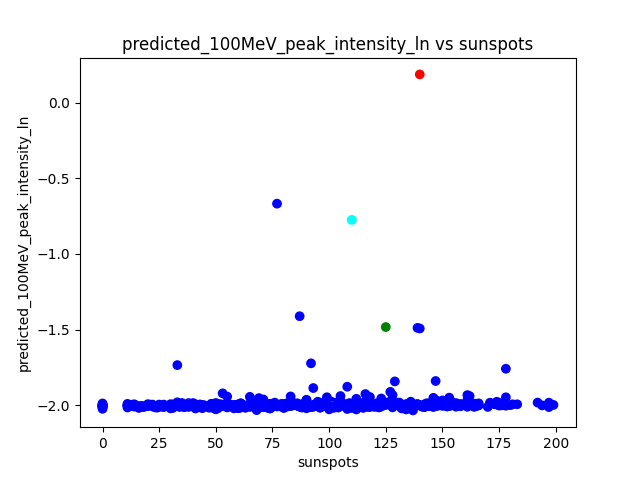 predicted_100MeV_peak_intensity_ln vs sunspots
predicted_100MeV_peak_intensity_ln
0.0
−0.5
−1.0
−1.5
−2.0
0 25 50 75 100 125 150 175 200
sunspots